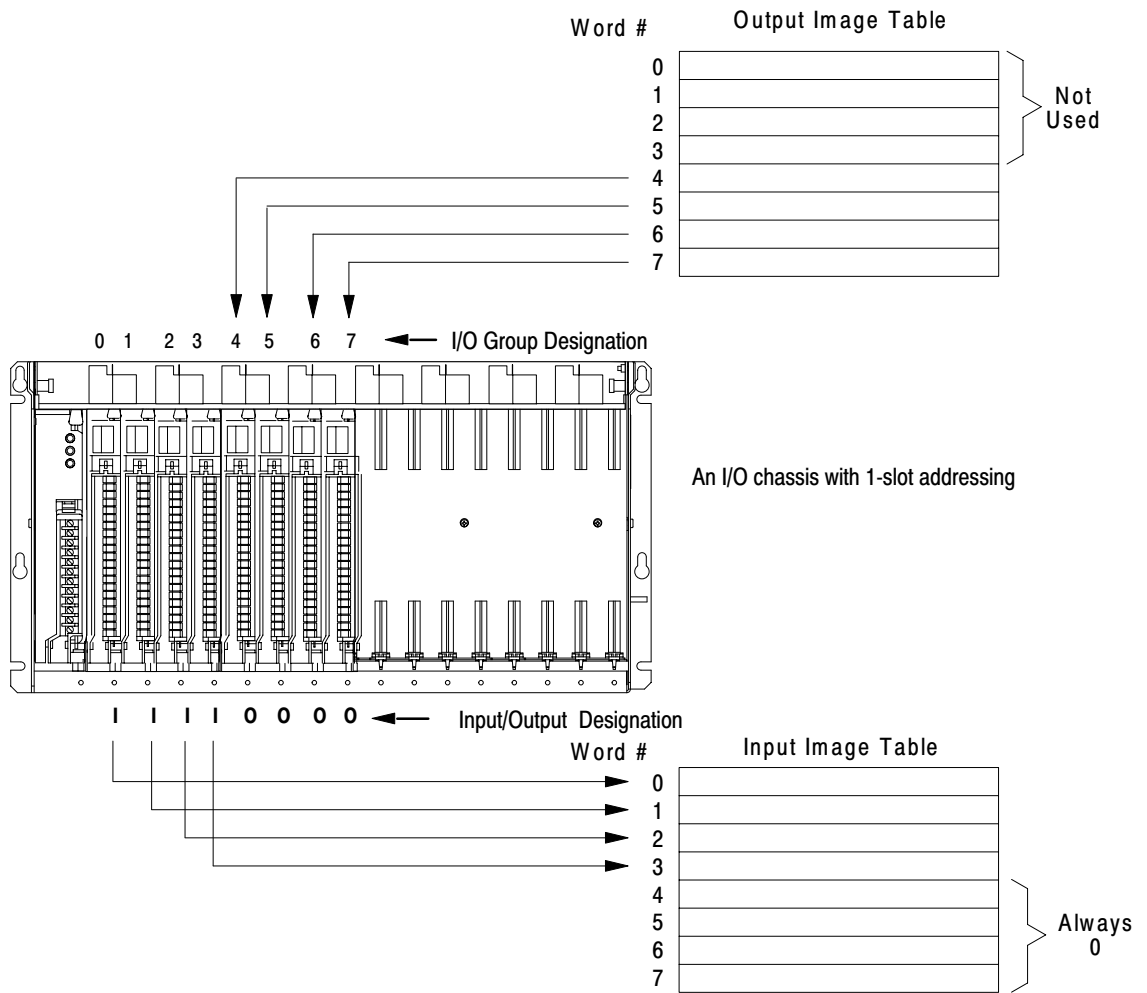 Word # Output Image Table
0
1
2
3
4
5
6
7
Not
Used
0 1 2 3 4 5 6 7 I/O Group Designation
An I/O chassis with 1-slot addressing
I I I I O O O O Input/Output Designation
Word # Input Image Table
0
1
2
3
4
5
6
7
Always
0